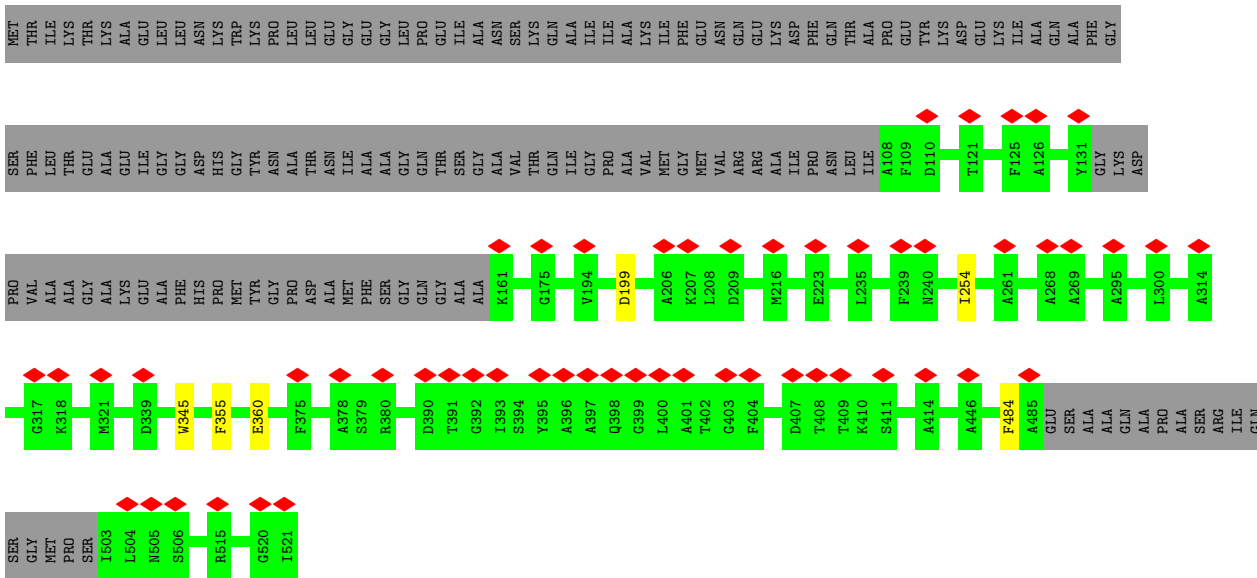 MET THR ILE LYS THR LYS ALA GLU LEU LEU ASN LYS TRP LYS PRO LEU LEU GLU GLY GLU GLY LEU PRO GLU ILE ALA ASN SER LYS GLN ALA ILE ILE ALA LYS ILE PHE GLU ASN GLN GLU LYS ASP PHE GLN THR ALA PRO GLU TYR LYS ASP GLU LYS ILE ALA GLN ALA PHE GLY
SER PHE LEU THR GLU ALA GLU ILE GLY GLY ASP HIS GLY TYR ASN ALA THR ASN ILE ALA ALA GLY GLN THR SER GLY ALA VAL THR GLN ILE GLY PRO ALA VAL MET GLY MET VAL ARG ARG ALA ILE PRO ASN LEU ILE A108 F109 D110 T121 F125 A126 Y131 GLY LYS ASP
PRO VAL ALA ALA GLY ALA LYS GLU ALA PHE HIS PRO MET TYR GLY PRO ASP ALA MET PHE SER GLY GLN GLY ALA ALA K161 G175 V194 D199 A206 K207 L208 D209 M216 E223 L235 F239 N240 I254 A261 A268 A269 A295 L300 A314
G317 K318 M321 D339 W345 F355 E360 F375 A378 S379 R380 D390 T391 G392 I393 S394 Y395 A396 A397 Q398 G399 L400 A401 T402 G403 F404 D407 T408 T409 K410 S411 A414 A446 F484 A485 GLU SER ALA ALA GLN ALA PRO ALA SER ARG ILE GLN
SER GLY MET PRO SER I503 L504 N505 S506 R515 G520 I521